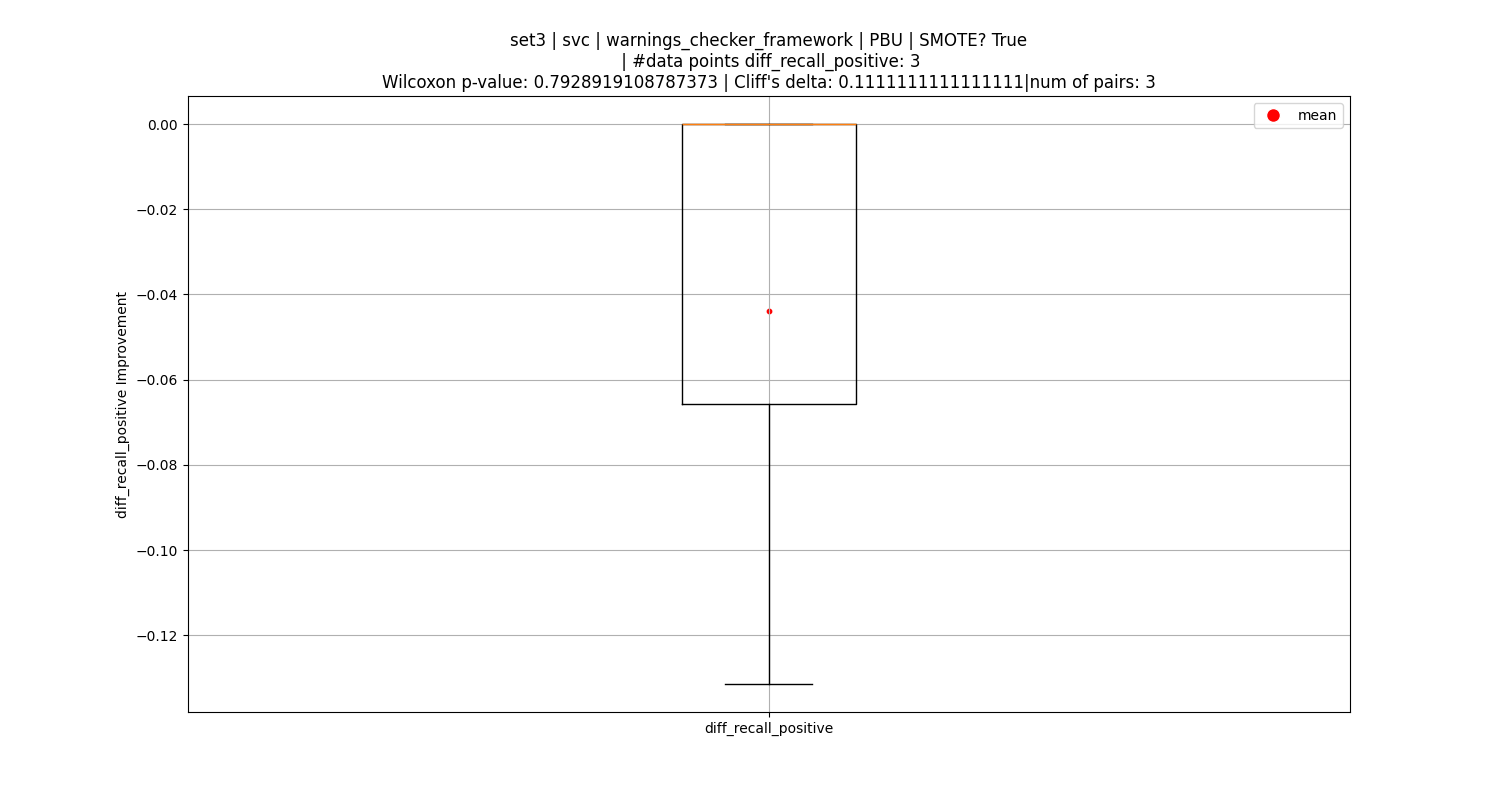 set3 | svc | warnings_checker_framework | PBU | SMOTE? True
| #data points diff_recall_positive: 3
Wilcoxon p-value: 0.7928919108787373 | Cliff's delta: 0.1111111111111111|num of pairs: 3
mean
0.00
−0.02
−0.04
−0.06
−0.08
−0.10
−0.12
diff_recall_positive Improvement
diff_recall_positive